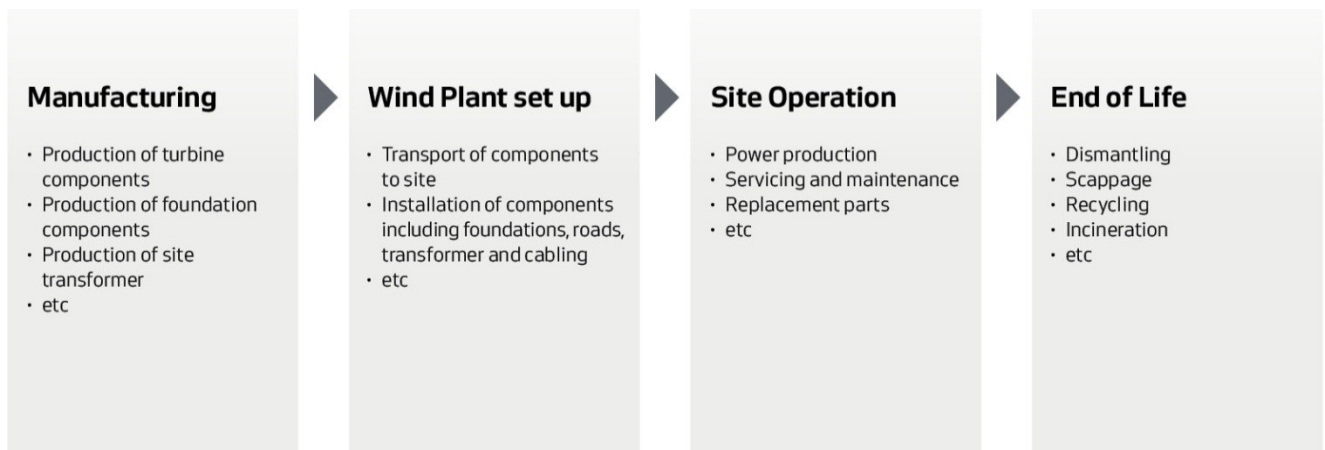 Manufacturing
• Production of turbine
components
• Production of foundation
components
• Production of site
transformer
• etc
Wind Plant set up
• Transport of components
to site
• Installation of components
including foundations, roads,
transformer and cabling
• etc
Site Operation
• Power production
• Servicing and maintenance
• Replacement parts
• etc
End of Life
• Dismantling
• Scappage
• Recycling
• Incineration
• etc